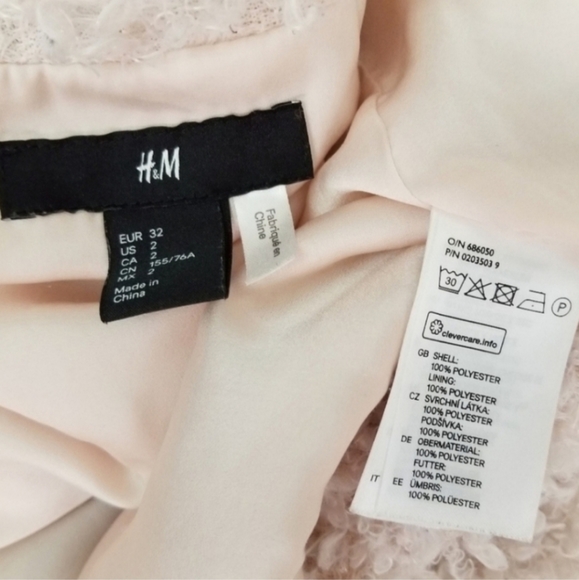 H&M
EUR 32
US 2
CA 2
CN 155/76A
MX 2
Made in
China
Fabriqué en
Chine
O/N 686050
P/N 0203503 9
30
P
clevercare.info
GB SHELL:
100% POLYESTER
LINING:
100% POLYESTER
CZ SVRCHNÍ LÁTKA:
100% POLYESTER
PODŠÍVKA:
100% POLYESTER
DE OBERMATERIAL:
100% POLYESTER
FUTTER:
100% POLYESTER
IT EE ÜMBRIS:
100% POLÜESTER